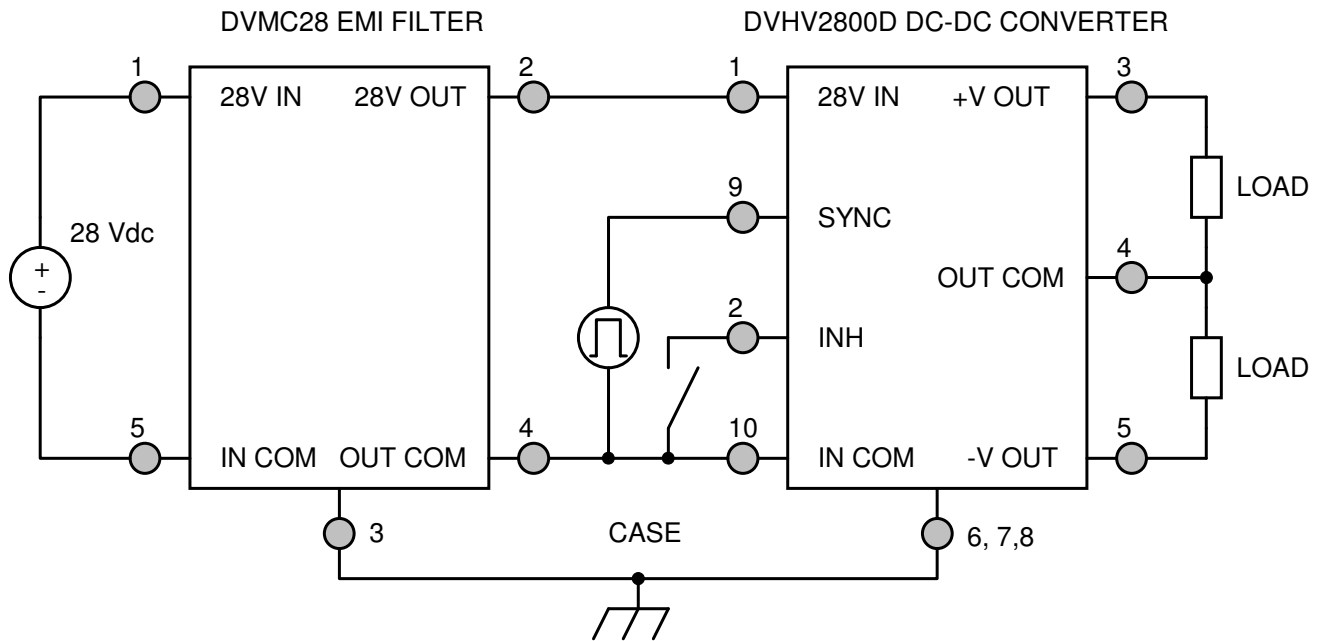 DVMC28 EMI FILTER DVHV2800D DC-DC CONVERTER
1 2 1 3
28V IN 28V OUT 28V IN +V OUT
9 LOAD
28 Vdc SYNC
4
+
- OUT COM
2
INH
LOAD
5 4 10 5
IN COM OUT COM IN COM -V OUT
3 CASE 6, 7,8